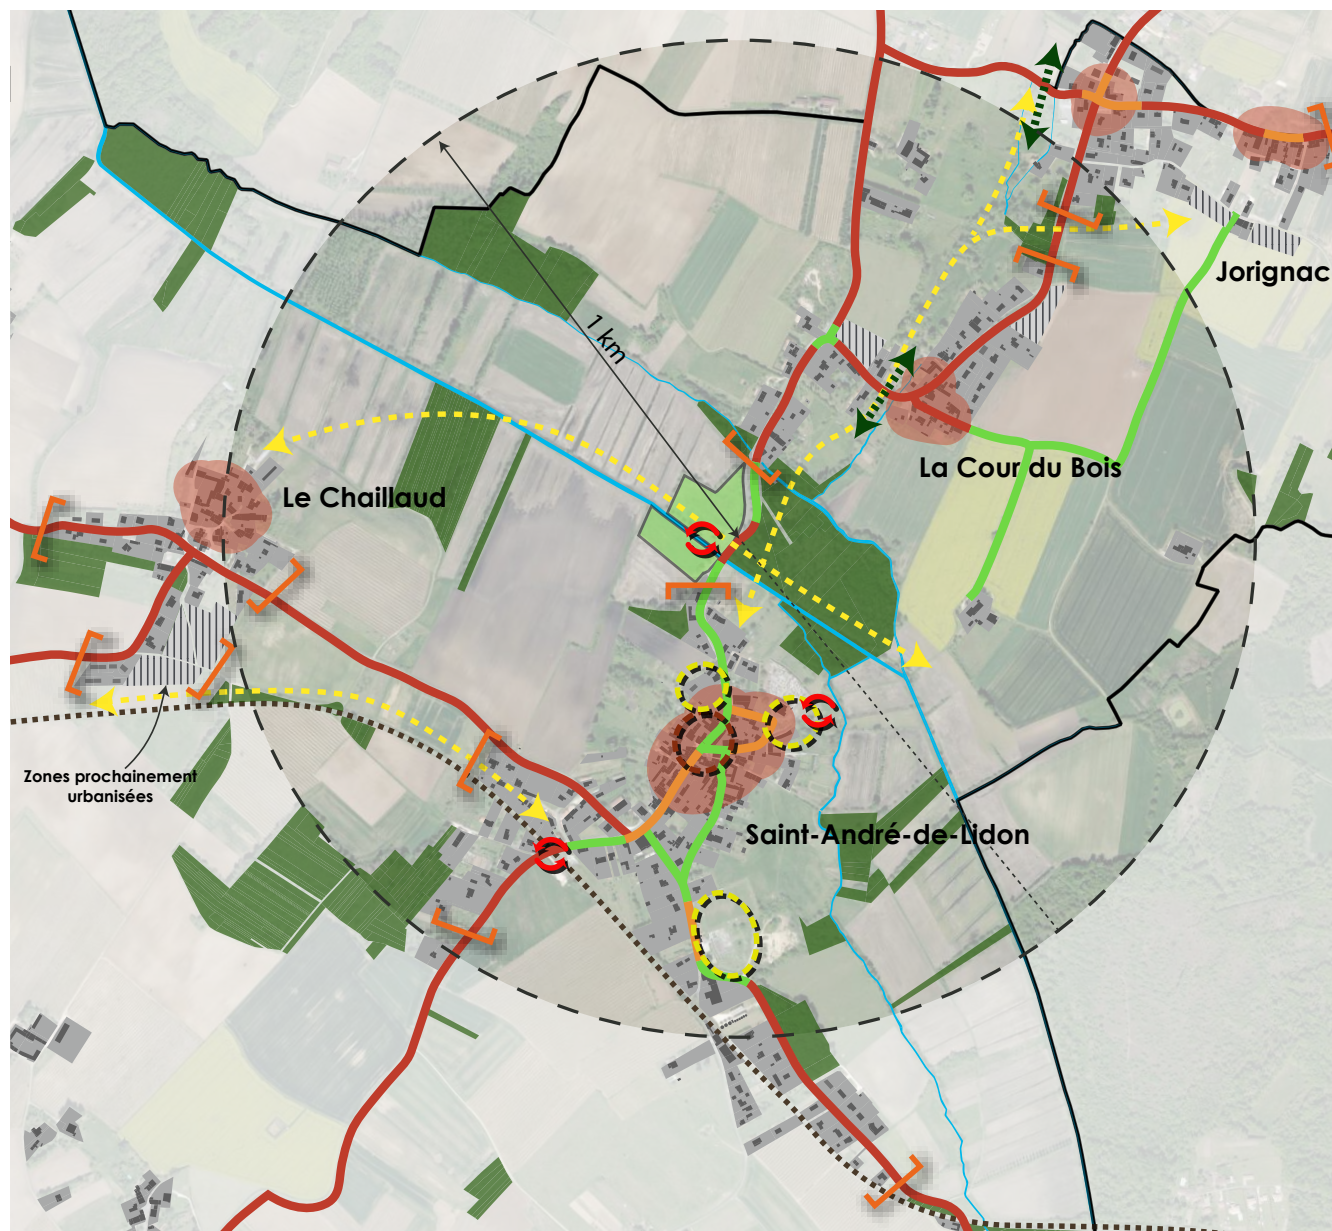 Jorignac
1 km
La Cour du Bois
Le Chaillaud
Zones prochainement
urbanisées
Saint-André-de-Lidon